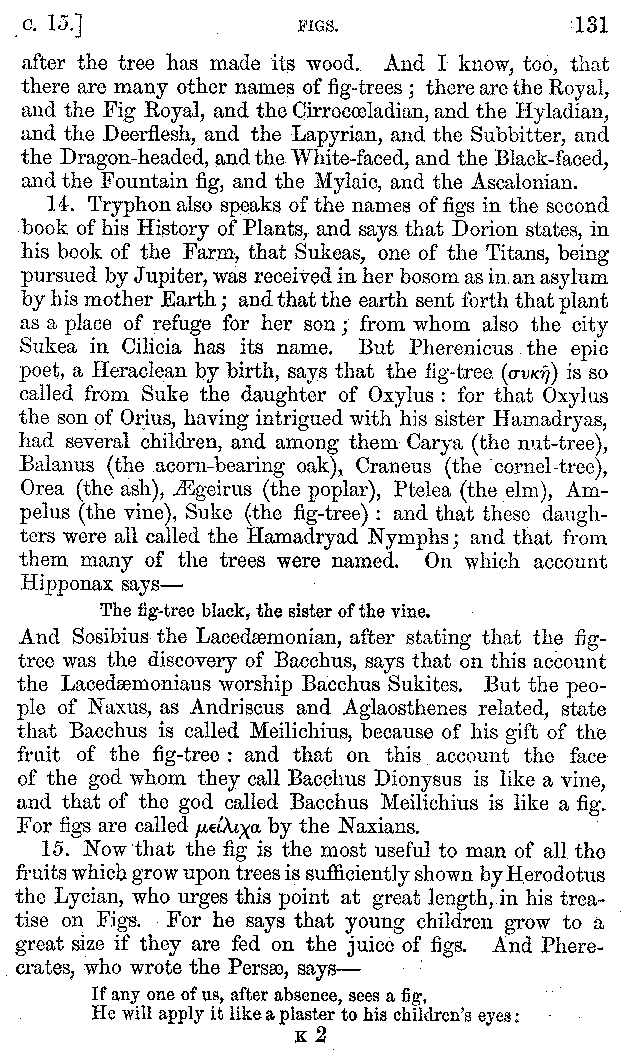 C. 15.] FIGS. 131
after the tree has made its wood. And I know, too, that
there are many other names of fig-trees ; there are the Royal,
and the Fig Royal, and the Cirrocœladian, and the Hyladian,
and the Deerflesh, and the Lapyrian, and the Subbitter, and
the Dragon-headed, and the White-faced, and the Black-faced,
and the Fountain fig, and the Mylaic, and the Ascalonian.
14. Tryphon also speaks of the names of figs in the second
book of his History of Plants, and says that Dorion states, in
his book of the Farm, that Sukeas, one of the Titans, being
pursued by Jupiter, was received in her bosom as in an asylum
by his mother Earth ; and that the earth sent forth that plant
as a place of refuge for her son ; from whom also the city
Sukea in Cilicia has its name. But Pherenicus the epic
poet, a Heraclean by birth, says that the fig-tree (συκῆ) is so
called from Suke the daughter of Oxylus : for that Oxylus
the son of Orius, having intrigued with his sister Hamadryas,
had several children, and among them Carya (the nut-tree),
Balanus (the acorn-bearing oak), Craneus (the cornel-tree),
Orea (the ash), Ægeirus (the poplar), Ptelea (the elm), Am-
pelus (the vine), Suke (the fig-tree) : and that these daugh-
ters were all called the Hamadryad Nymphs ; and that from
them many of the trees were named. On which account
Hipponax says—
The fig-tree black, the sister of the vine.
And Sosibius the Lacedæmonian, after stating that the fig-
tree was the discovery of Bacchus, says that on this account
the Lacedæmonians worship Bacchus Sukites. But the peo-
ple of Naxus, as Andriscus and Aglaosthenes related, state
that Bacchus is called Meilichius, because of his gift of the
fruit of the fig-tree : and that on this account the face
of the god whom they call Bacchus Dionysus is like a vine,
and that of the god called Bacchus Meilichius is like a fig.
For figs are called μείλιχα by the Naxians.
15. Now that the fig is the most useful to man of all the
fruits which grow upon trees is sufficiently shown by Herodotus
the Lycian, who urges this point at great length, in his trea-
tise on Figs. For he says that young children grow to a
great size if they are fed on the juice of figs. And Phere-
crates, who wrote the Persæ, says—
If any one of us, after absence, sees a fig,
He will apply it like a plaster to his children's eyes :
K 2